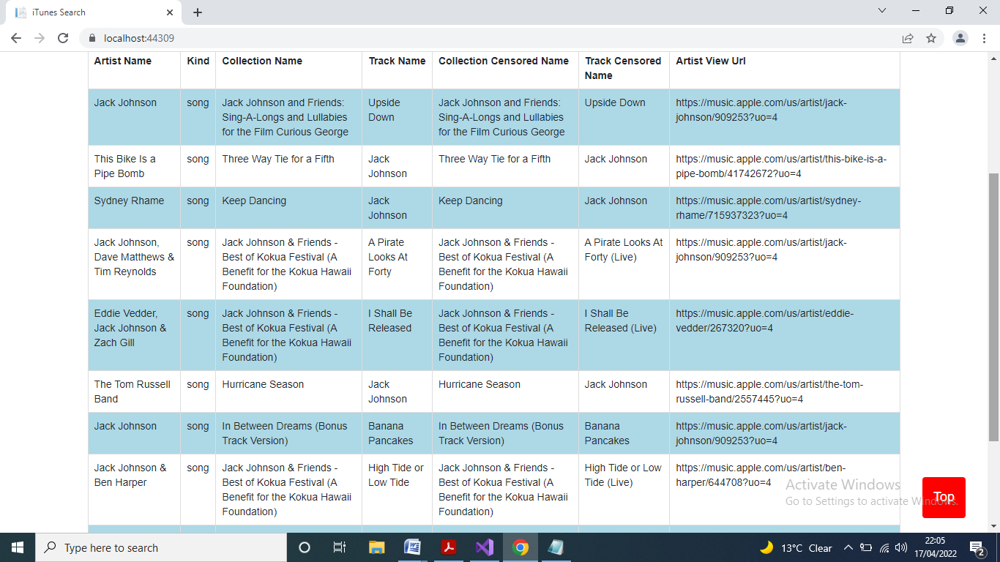 iTunes Search
localhost:44309
Artist Name Kind Collection Name Track Name Collection Censored Name Track Censored Artist View Url
Name
Jack Johnson song Jack Johnson and Friends: Upside Jack Johnson and Friends: Upside Down https://music.apple.com/us/artist/jack-
Sing-A-Longs and Lullabies Down Sing-A-Longs and Lullabies johnson/909253?uo=4
for the Film Curious George for the Film Curious George
This Bike Is a song Three Way Tie for a Fifth Jack Three Way Tie for a Fifth Jack Johnson https://music.apple.com/us/artist/this-bike-is-a-
Pipe Bomb Johnson pipe-bomb/41742672?uo=4
Sydney Rhame song Keep Dancing Jack Keep Dancing Jack Johnson https://music.apple.com/us/artist/sydney-
Johnson rhame/715937323?uo=4
Jack Johnson, song Jack Johnson & Friends - A Pirate Jack Johnson & Friends - A Pirate Looks At https://music.apple.com/us/artist/jack-
Dave Matthews & Best of Kokua Festival (A Looks At Best of Kokua Festival (A Forty (Live) johnson/909253?uo=4
Tim Reynolds Benefit for the Kokua Hawaii Forty Benefit for the Kokua Hawaii
Foundation) Foundation)
Eddie Vedder, song Jack Johnson & Friends - I Shall Be Jack Johnson & Friends - I Shall Be https://music.apple.com/us/artist/eddie-
Jack Johnson & Best of Kokua Festival (A Released Best of Kokua Festival (A Released (Live) vedder/267320?uo=4
Zach Gill Benefit for the Kokua Hawaii Benefit for the Kokua Hawaii
Foundation) Foundation)
The Tom Russell song Hurricane Season Jack Hurricane Season Jack Johnson https://music.apple.com/us/artist/the-tom-
Band Johnson russell-band/2557445?uo=4
Jack Johnson song In Between Dreams (Bonus Banana In Between Dreams (Bonus Banana https://music.apple.com/us/artist/jack-
Track Version) Pancakes Track Version) Pancakes johnson/909253?uo=4
Jack Johnson & song Jack Johnson & Friends - High Tide or Jack Johnson & Friends - High Tide or Low https://music.apple.com/us/artist/ben-
Ben Harper Best of Kokua Festival (A Low Tide Best of Kokua Festival (A Tide (Live) harper/644708?uo=4
Benefit for the Kokua Hawaii Benefit for the Kokua Hawaii
Foundation) Foundation)
Activate Windows
Go to Settings to activate Windows.
Top
Type here to search
13°C Clear
22:05
17/04/2022
2